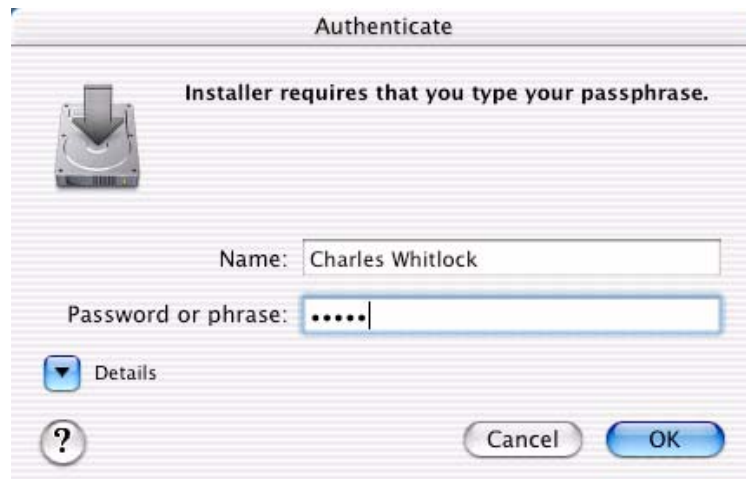 Authenticate
Installer requires that you type your passphrase.
Name: Charles Whitlock
Password or phrase: •••••
Details
?
Cancel OK